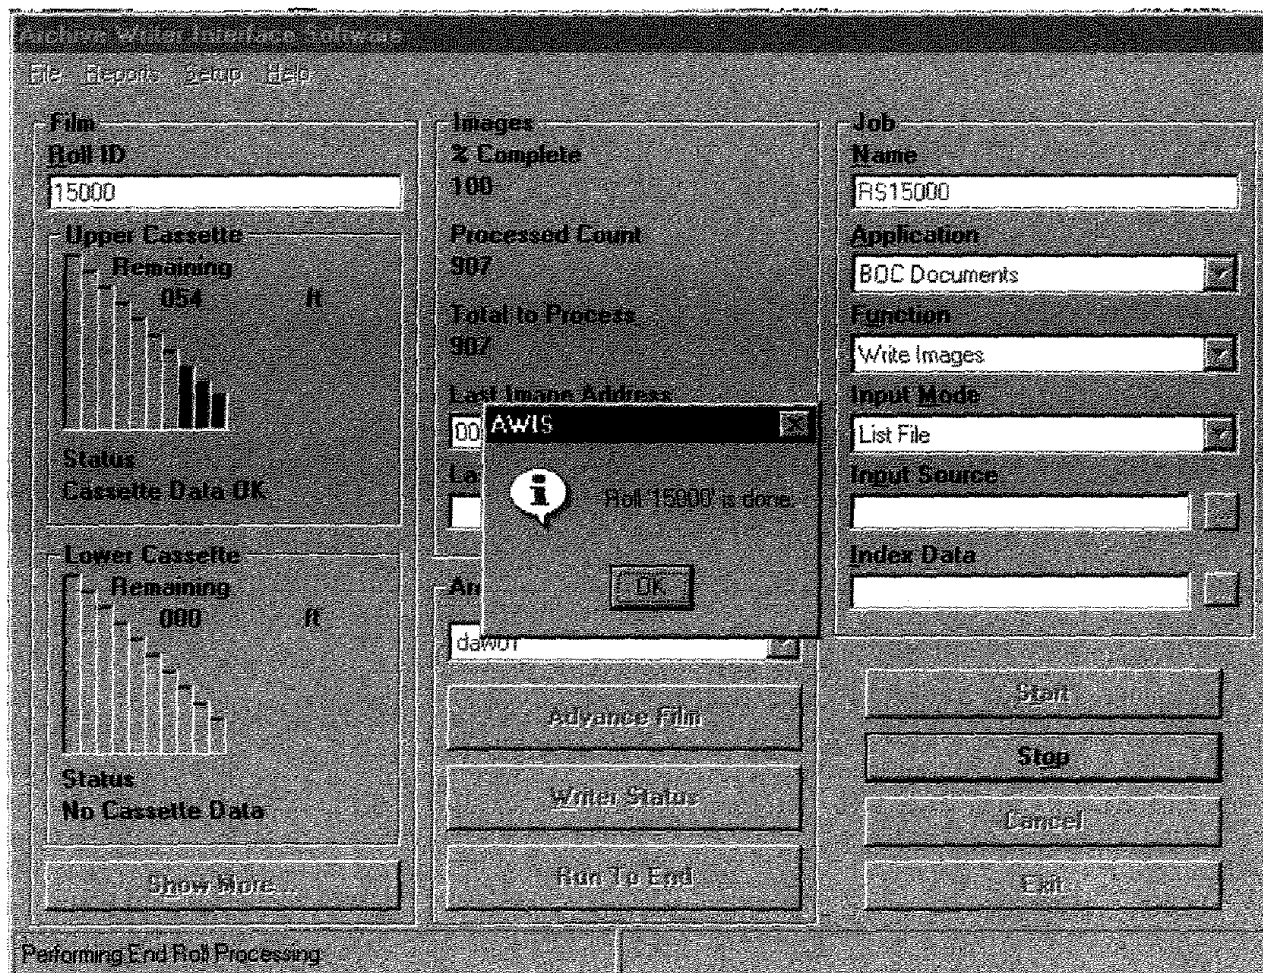 Archive Writer Interface Software
File Reports Setup Help
Film
Roll ID
15000
Upper Cassette
Remaining
054 ft
Status
Cassette Data OK
Lower Cassette
Remaining
000 ft
Status
No Cassette Data
Show More...
Images
% Complete
100
Processed Count
907
Total to Process
907
Last Image Address
00
La
Ar
daw01
Advance Film
Writer Status
Run To End
AWIS
Roll '15000' is done.
OK
Job
Name
RS15000
Application
BOC Documents
Function
Write Images
Input Mode
List File
Input Source
Index Data
Start
Stop
Cancel
Exit
Performing End Roll Processing